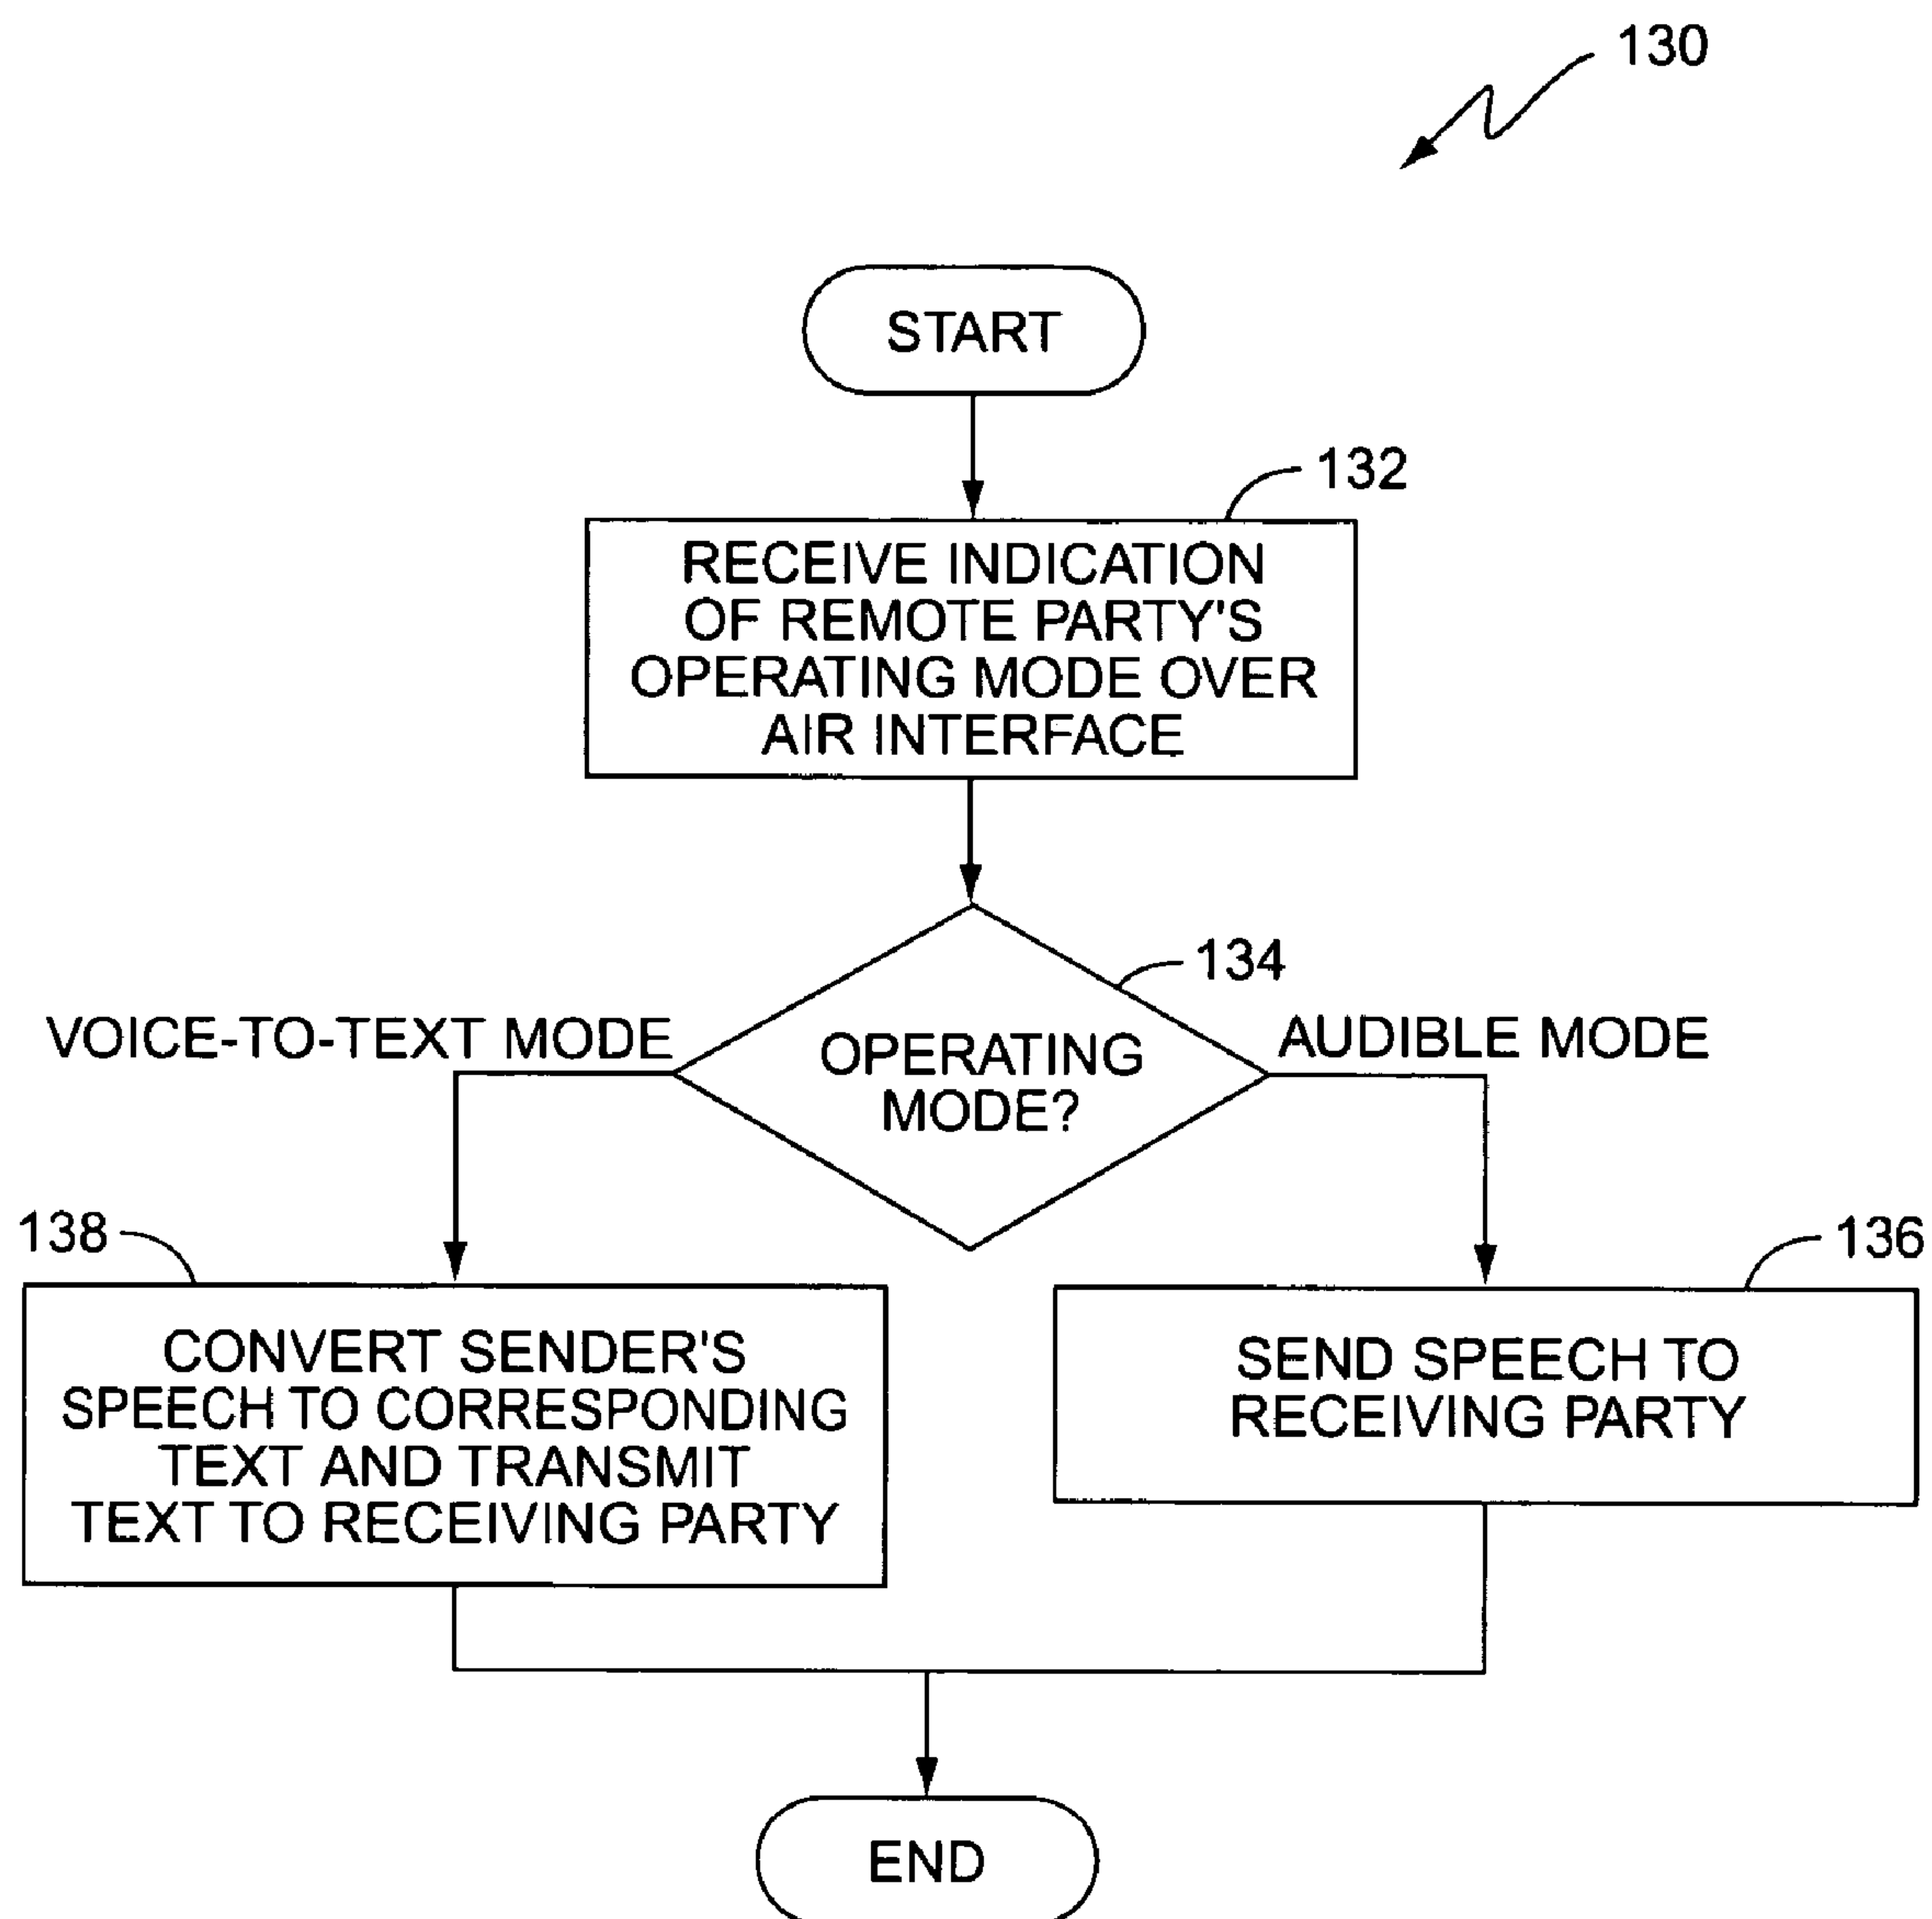 130
START
132
RECEIVE INDICATION
OF REMOTE PARTY'S
OPERATING MODE OVER
AIR INTERFACE
134
VOICE-TO-TEXT MODE
OPERATING
MODE?
AUDIBLE MODE
138
136
CONVERT SENDER'S
SPEECH TO CORRESPONDING
TEXT AND TRANSMIT
TEXT TO RECEIVING PARTY
SEND SPEECH TO
RECEIVING PARTY
END